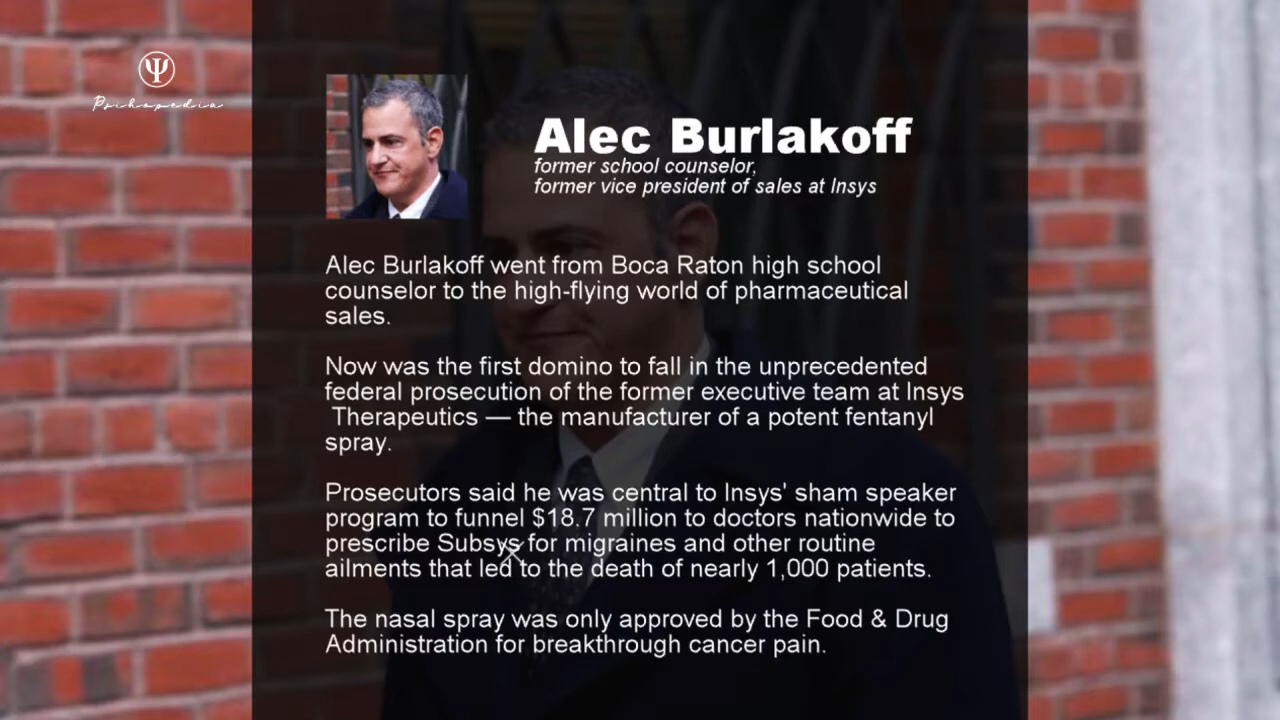 Ψ
Psihopedia
Alec Burlakoff
former school counselor,
former vice president of sales at Insys
Alec Burlakoff went from Boca Raton high school
counselor to the high-flying world of pharmaceutical
sales.
Now was the first domino to fall in the unprecedented
federal prosecution of the former executive team at Insys
Therapeutics — the manufacturer of a potent fentanyl
spray.
Prosecutors said he was central to Insys' sham speaker
program to funnel $18.7 million to doctors nationwide to
prescribe Subsys for migraines and other routine
ailments that led to the death of nearly 1,000 patients.
The nasal spray was only approved by the Food & Drug
Administration for breakthrough cancer pain.